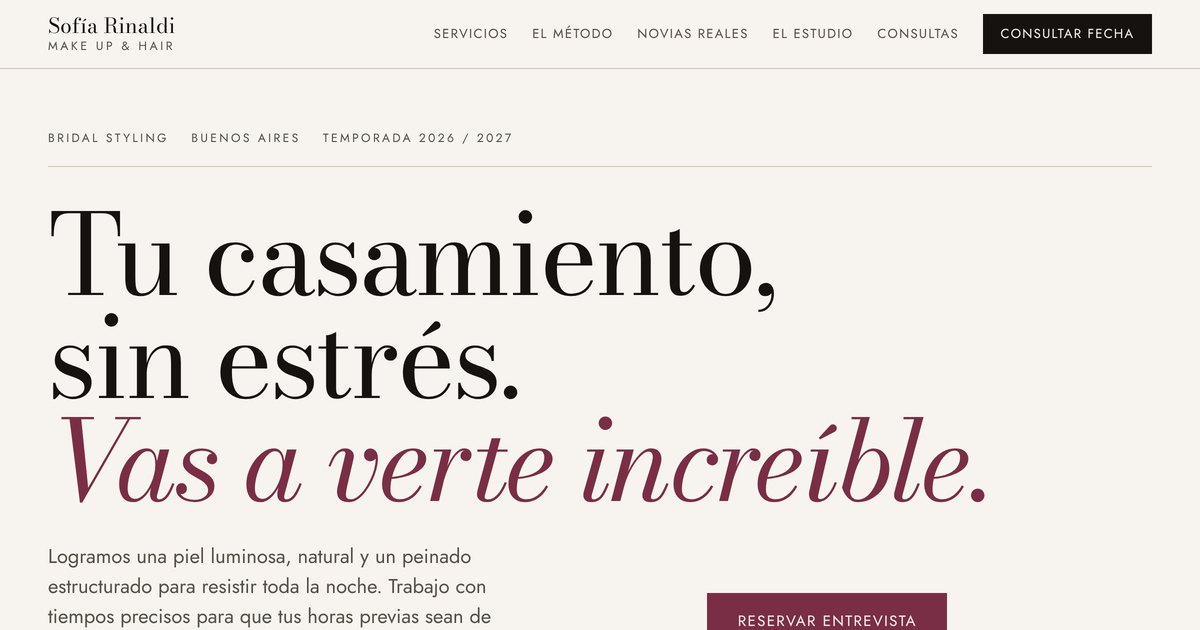 Sofía Rinaldi
MAKE UP & HAIR
SERVICIOS EL MÉTODO NOVIAS REALES EL ESTUDIO CONSULTAS CONSULTAR FECHA
BRIDAL STYLING BUENOS AIRES TEMPORADA 2026 / 2027
Tu casamiento,
sin estrés.
Vas a verte increíble.
Logramos una piel luminosa, natural y un peinado
estructurado para resistir toda la noche. Trabajo con
tiempos precisos para que tus horas previas sean de
RESERVAR ENTREVISTA